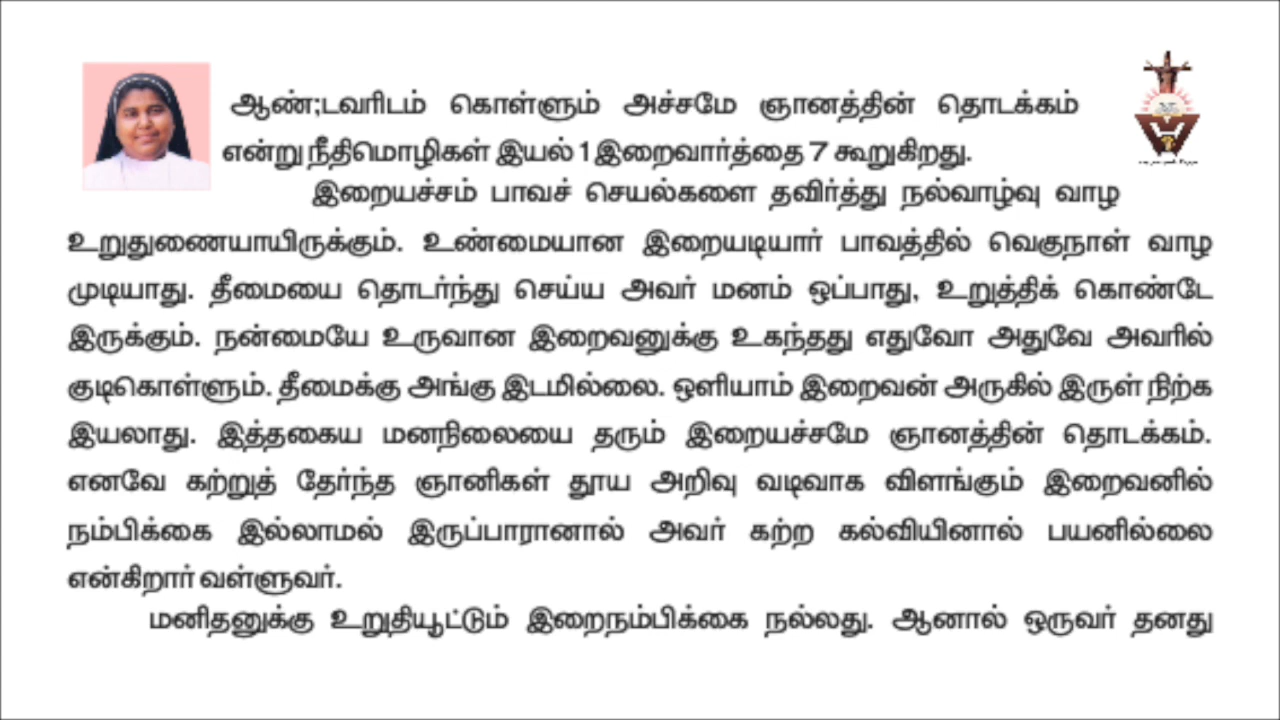 ஆண்;டவரிடம் கொள்ளும் அச்சமே ஞானத்தின் தொடக்கம்
என்று நீதிமொழிகள் இயல் 1 இறைவார்த்தை 7 கூறுகிறது.
இறையச்சம் பாவச் செயல்களை தவிர்த்து நல்வாழ்வு வாழ
உறுதுணையாயிருக்கும். உண்மையான இறையடியார் பாவத்தில் வெகுநாள் வாழ
முடியாது. தீமையை தொடர்ந்து செய்ய அவர் மனம் ஒப்பாது, உறுத்திக் கொண்டே
இருக்கும். நன்மையே உருவான இறைவனுக்கு உகந்தது எதுவோ அதுவே அவரில்
குடிகொள்ளும். தீமைக்கு அங்கு இடமில்லை. ஒளியாம் இறைவன் அருகில் இருள் நிற்க
இயலாது. இத்தகைய மனநிலையை தரும் இறையச்சமே ஞானத்தின் தொடக்கம்.
எனவே கற்றுத் தேர்ந்த ஞானிகள் தூய அறிவு வடிவாக விளங்கும் இறைவனில்
நம்பிக்கை இல்லாமல் இருப்பாரானால் அவர் கற்ற கல்வியினால் பயனில்லை
என்கிறார் வள்ளுவர்.
மனிதனுக்கு உறுதியூட்டும் இறைநம்பிக்கை நல்லது. ஆனால் ஒருவர் தனது